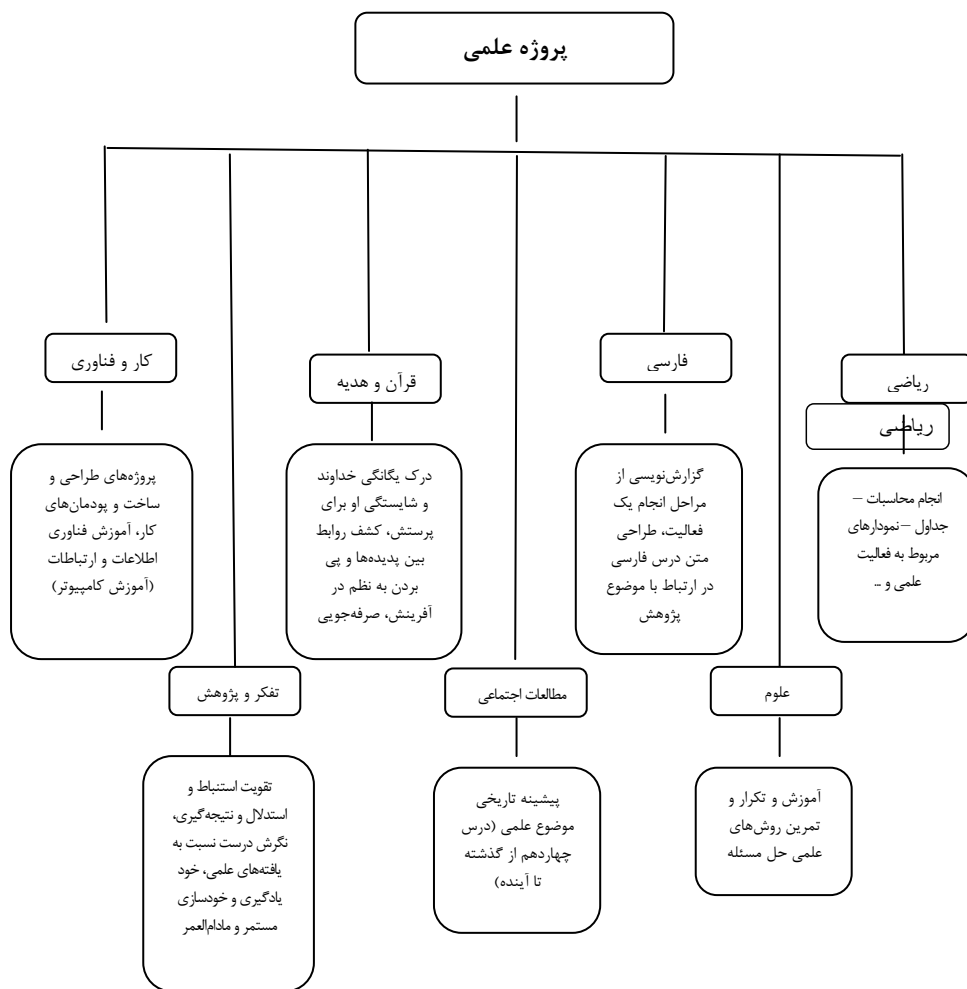 پروژه علمی
ریاضی
ریاضی
انجام محاسبات –
جداول – نمودارهای
مربوط به فعالیت
علمی و ...
فارسی
گزارش‌نویسی از
مراحل انجام یک
فعالیت، طراحی
متن درس فارسی
در ارتباط با موضوع
پژوهش
قرآن و هدیه
درک یگانگی خداوند
و شایستگی او برای
پرستش، کشف روابط
بین پدیده‌ها و پی
بردن به نظم در
آفرینش، صرفه‌جویی
کار و فناوری
پروژه‌های طراحی و
ساخت و پودمان‌های
کار، آموزش فناوری
اطلاعات و ارتباطات
(آموزش کامپیوتر)
علوم
آموزش و تکرار و
تمرین روش‌های
علمی حل مسئله
مطالعات اجتماعی
پیشینه تاریخی
موضوع علمی (درس
چهاردهم از گذشته
تا آینده)
تفکر و پژوهش
تقویت استنباط و
استدلال و نتیجه‌گیری،
نگرش درست نسبت به
یافته‌های علمی، خود
یادگیری و خودسازی
مستمر و مادام‌العمر